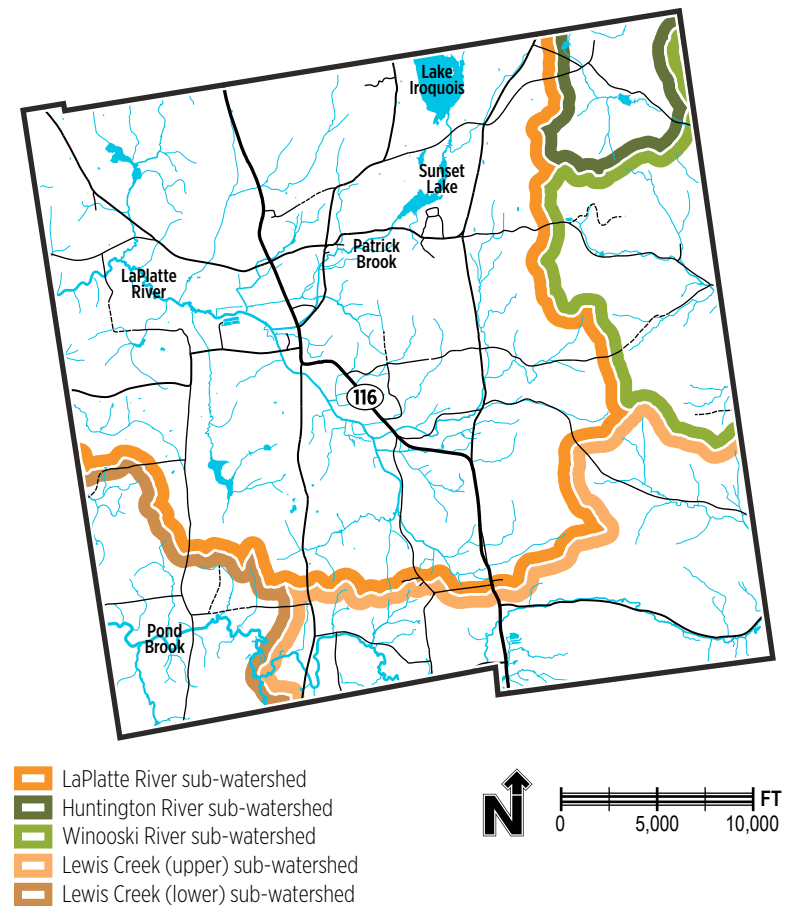 Lake
Iroquois
Sunset
Lake
Patrick
Brook
LaPlatte
River
116
Pond
Brook
LaPlatte River sub-watershed
Huntington River sub-watershed
Winooski River sub-watershed
Lewis Creek (upper) sub-watershed
Lewis Creek (lower) sub-watershed
N
FT
0 5,000 10,000